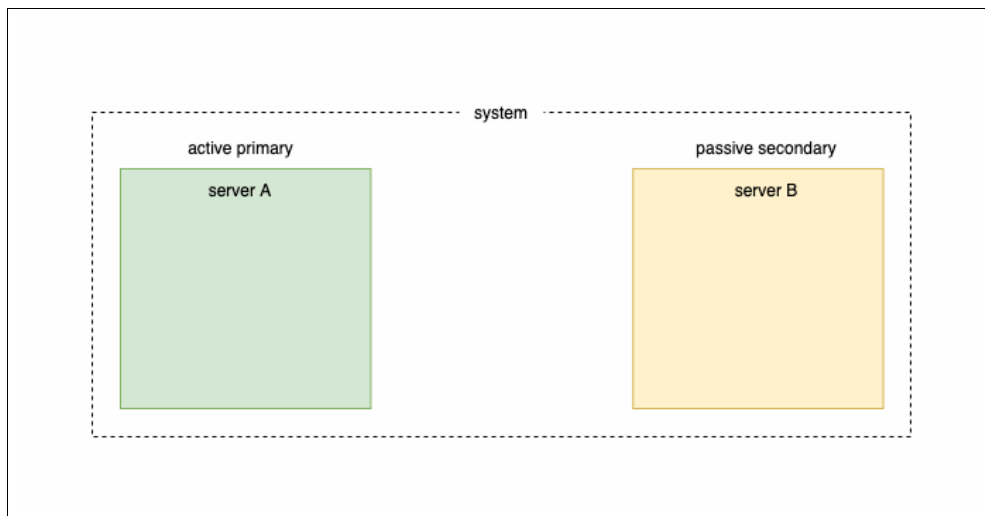 system
active primary
passive secondary
server A
server B